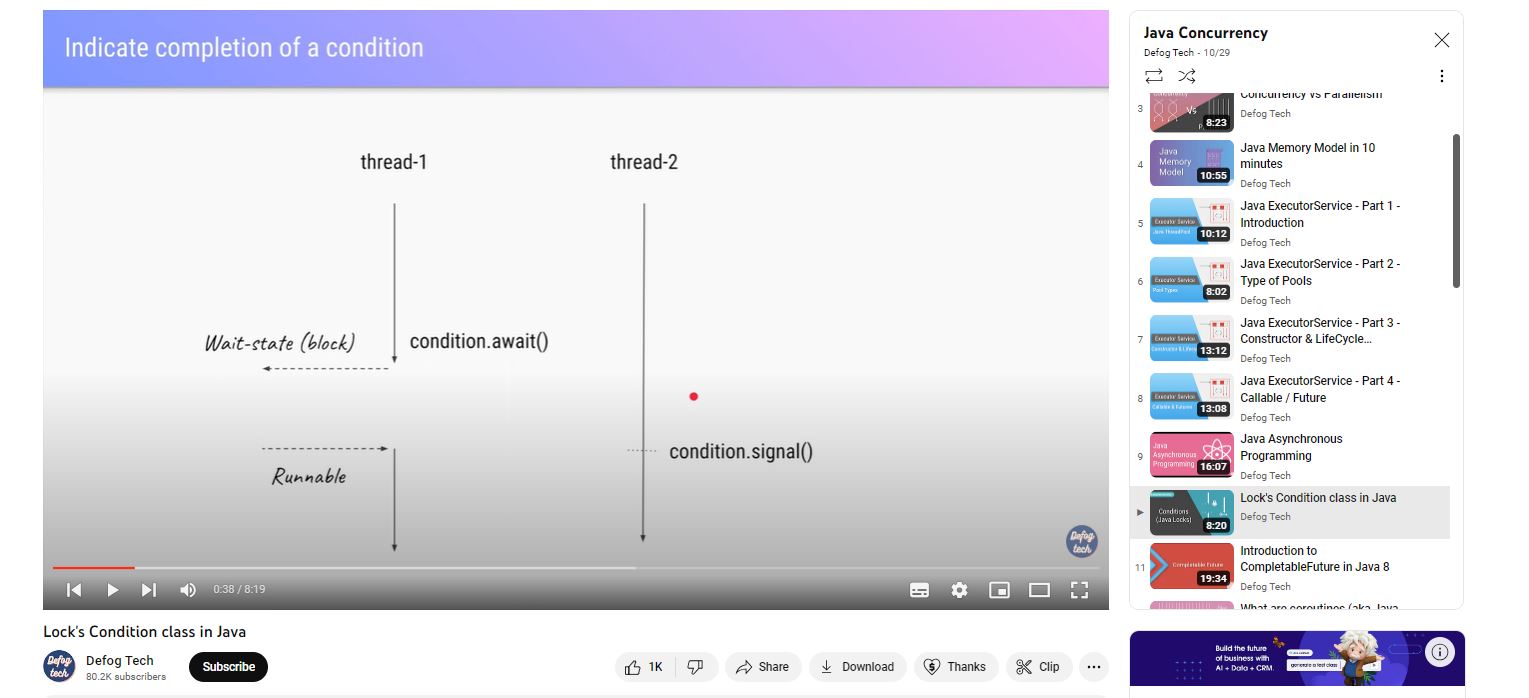 Indicate completion of a condition
thread-1
thread-2
Wait-state (block)
condition.await()
condition.signal()
Runnable
Defog
tech
0:38 / 8:19
Lock's Condition class in Java
Defog
tech
Defog Tech
80.2K subscribers
Subscribe
1K
Share
Download
Thanks
Clip
Java Concurrency
Defog Tech - 10/29
3
Vs
8:23
Concurrency vs Parallelism
Defog Tech
4
Java
Memory
Model
10:55
Java Memory Model in 10
minutes
Defog Tech
5
Executor Service
Java ThreadPool
10:12
Java ExecutorService - Part 1 -
Introduction
Defog Tech
6
Executor Service
Pool Types
8:02
Java ExecutorService - Part 2 -
Type of Pools
Defog Tech
7
Executor Service
13:12
Java ExecutorService - Part 3 -
Constructor & LifeCycle...
Defog Tech
8
Executor Service
Callable & Futures
13:08
Java ExecutorService - Part 4 -
Callable / Future
Defog Tech
9
Java
Asynchronous
Programming
16:07
Java Asynchronous
Programming
Defog Tech
Conditions
(Java Locks)
8:20
Lock's Condition class in Java
Defog Tech
11
Completable Future
19:34
Introduction to
CompletableFuture in Java 8
Defog Tech
What are coroutines (aka Java
Build the future
of business with
AI + Data + CRM.
generate a test class